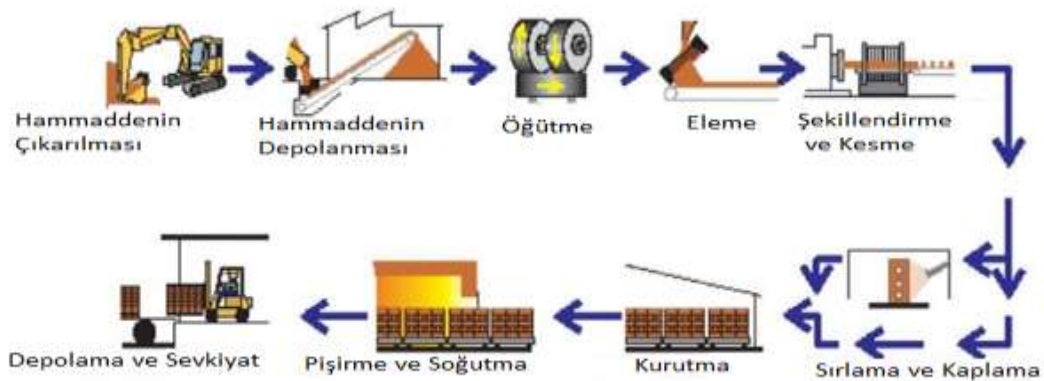 Hammaddenin
Çıkarılması
Hammaddenin
Depolanması
Öğütme
Eleme
Şekillendirme
ve Kesme
Depolama ve Sevkiyat
Pişirme ve Soğutma
Kurutma
Sırlama ve Kaplama